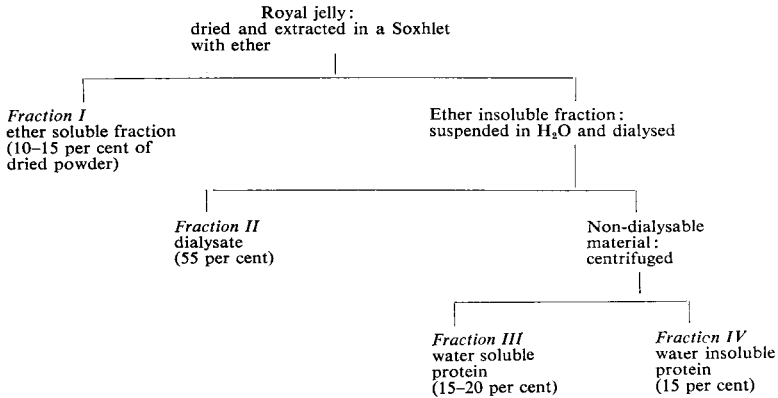 Royal jelly:
dried and extracted in a Soxhlet
with ether
Fraction I
ether soluble fraction
(10–15 per cent of
dried powder)
Ether insoluble fraction:
suspended in H₂O and dialysed
Fraction II
dialysate
(55 per cent)
Non-dialysable
material:
centrifuged
Fraction III
water soluble
protein
(15–20 per cent)
Fraction IV
water insoluble
protein
(15 per cent)